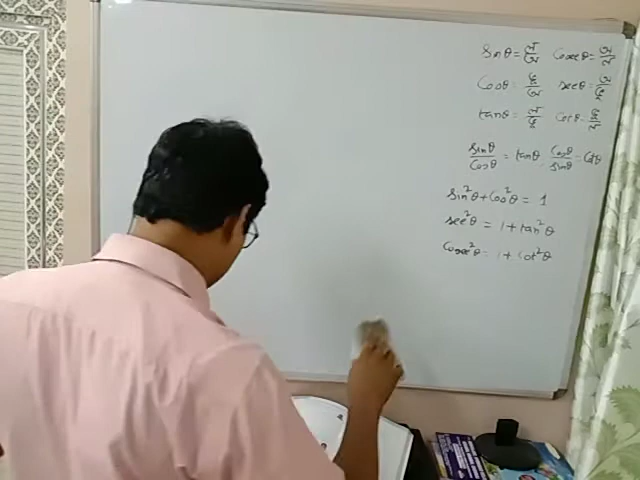 Sinθ = ल/अ Cosecθ = अ/ल
Cosθ = भू/अ secθ = अ/भू
tanθ = ल/भू Cotθ = भू/ल
sinθ/Cosθ = tanθ, Cosθ/sinθ = Cotθ
sin²θ + Cos²θ = 1
sec²θ = 1 + tan²θ
Cosec²θ = 1 + Cot²θ